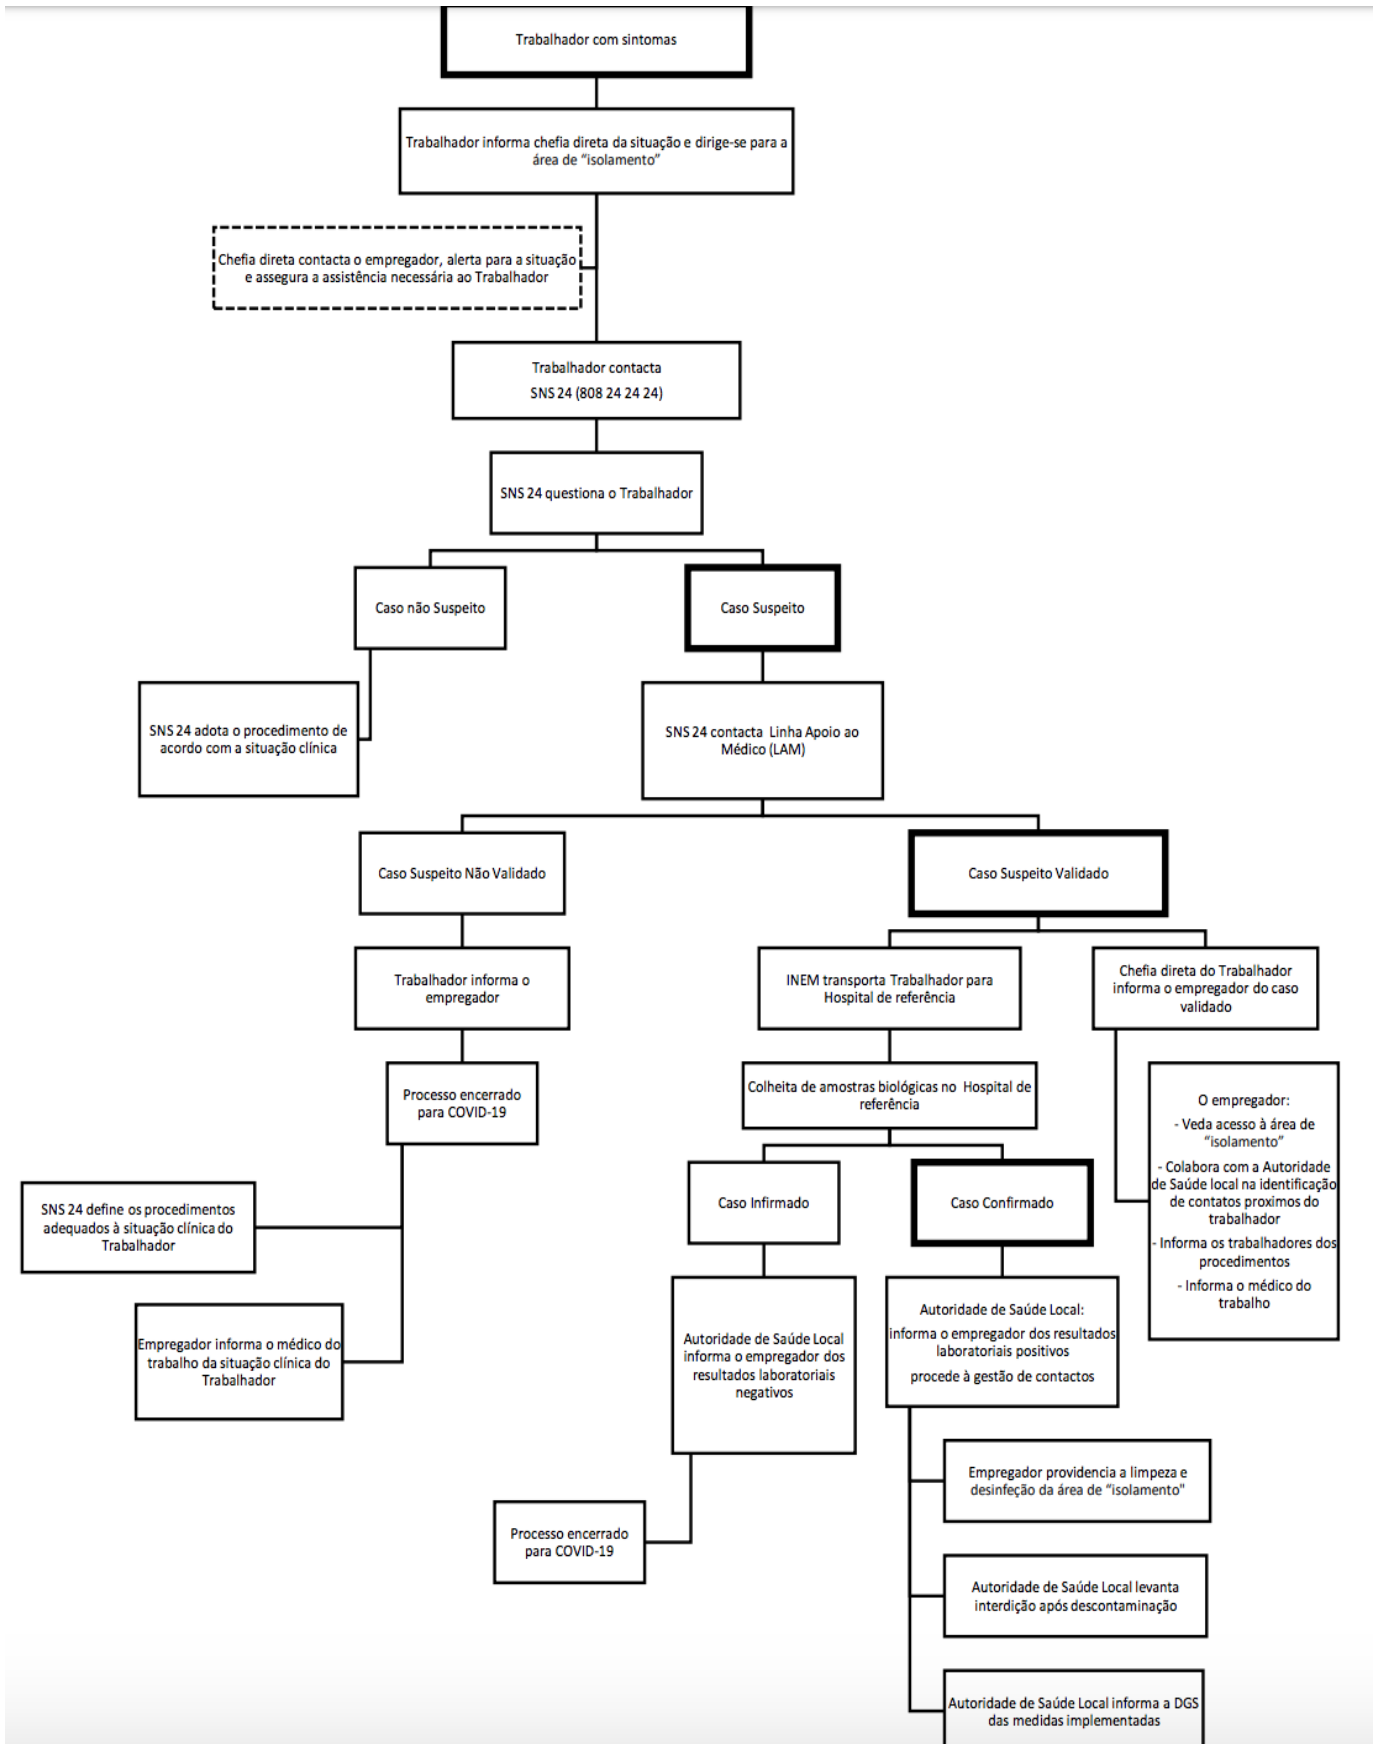 Trabalhador com sintomas
Trabalhador informa chefia direta da situação e dirige-se para a
área de “isolamento”
Chefia direta contacta o empregador, alerta para a situação
e assegura a assistência necessária ao Trabalhador
Trabalhador contacta
SNS 24 (808 24 24 24)
SNS 24 questiona o Trabalhador
Caso não Suspeito
Caso Suspeito
SNS 24 adota o procedimento de
acordo com a situação clínica
SNS 24 contacta Linha Apoio ao
Médico (LAM)
Caso Suspeito Não Validado
Caso Suspeito Validado
Trabalhador informa o
empregador
INEM transporta Trabalhador para
Hospital de referência
Chefia direta do Trabalhador
informa o empregador do caso
validado
Processo encerrado
para COVID-19
Colheita de amostras biológicas no Hospital de
referência
O empregador:
- Veda acesso à área de
“isolamento”
- Colabora com a Autoridade
de Saúde local na identificação
de contatos proximos do
trabalhador
- Informa os trabalhadores dos
procedimentos
- Informa o médico do
trabalho
SNS 24 define os procedimentos
adequados à situação clínica do
Trabalhador
Caso Infirmado
Caso Confirmado
Empregador informa o médico do
trabalho da situação clínica do
Trabalhador
Autoridade de Saúde Local
informa o empregador dos
resultados laboratoriais
negativos
Autoridade de Saúde Local:
informa o empregador dos resultados
laboratoriais positivos
procede à gestão de contactos
Processo encerrado
para COVID-19
Empregador providencia a limpeza e
desinfeção da área de “isolamento"
Autoridade de Saúde Local levanta
interdição após descontaminação
Autoridade de Saúde Local informa a DGS
das medidas implementadas